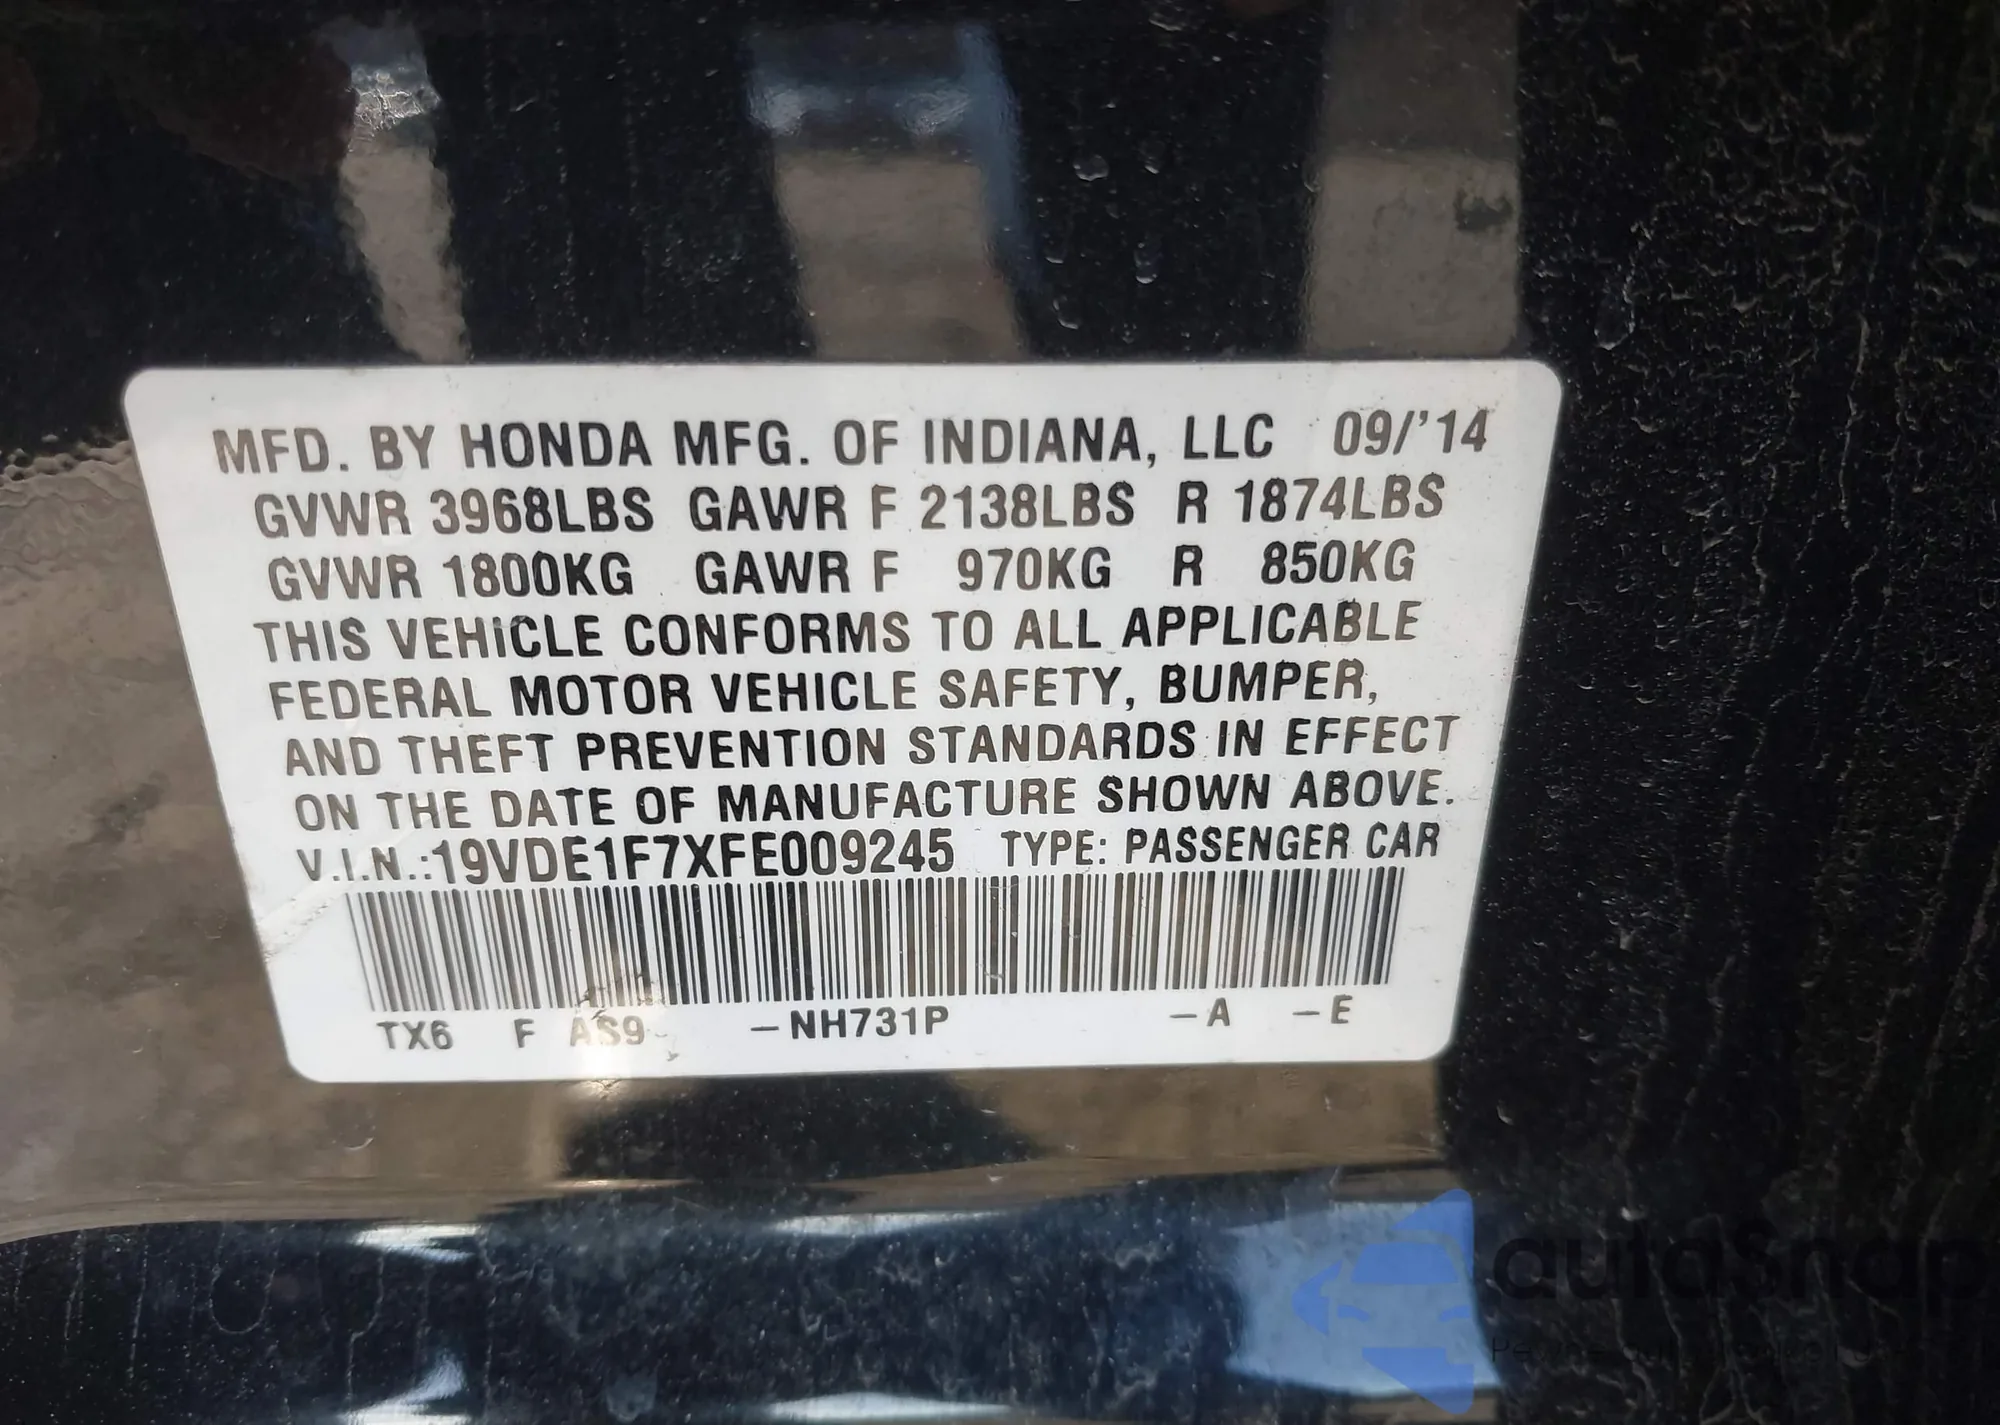 MFD. BY HONDA MFG. OF INDIANA, LLC 09/'14
GVWR 3968LBS GAWR F 2138LBS R 1874LBS
GVWR 1800KG GAWR F 970KG R 850KG
THIS VEHICLE CONFORMS TO ALL APPLICABLE
FEDERAL MOTOR VEHICLE SAFETY, BUMPER,
AND THEFT PREVENTION STANDARDS IN EFFECT
ON THE DATE OF MANUFACTURE SHOWN ABOVE.
V.I.N.:19VDE1F7XFE009245 TYPE: PASSENGER CAR
TX6 F AS9 -NH731P -A -E
autosnap